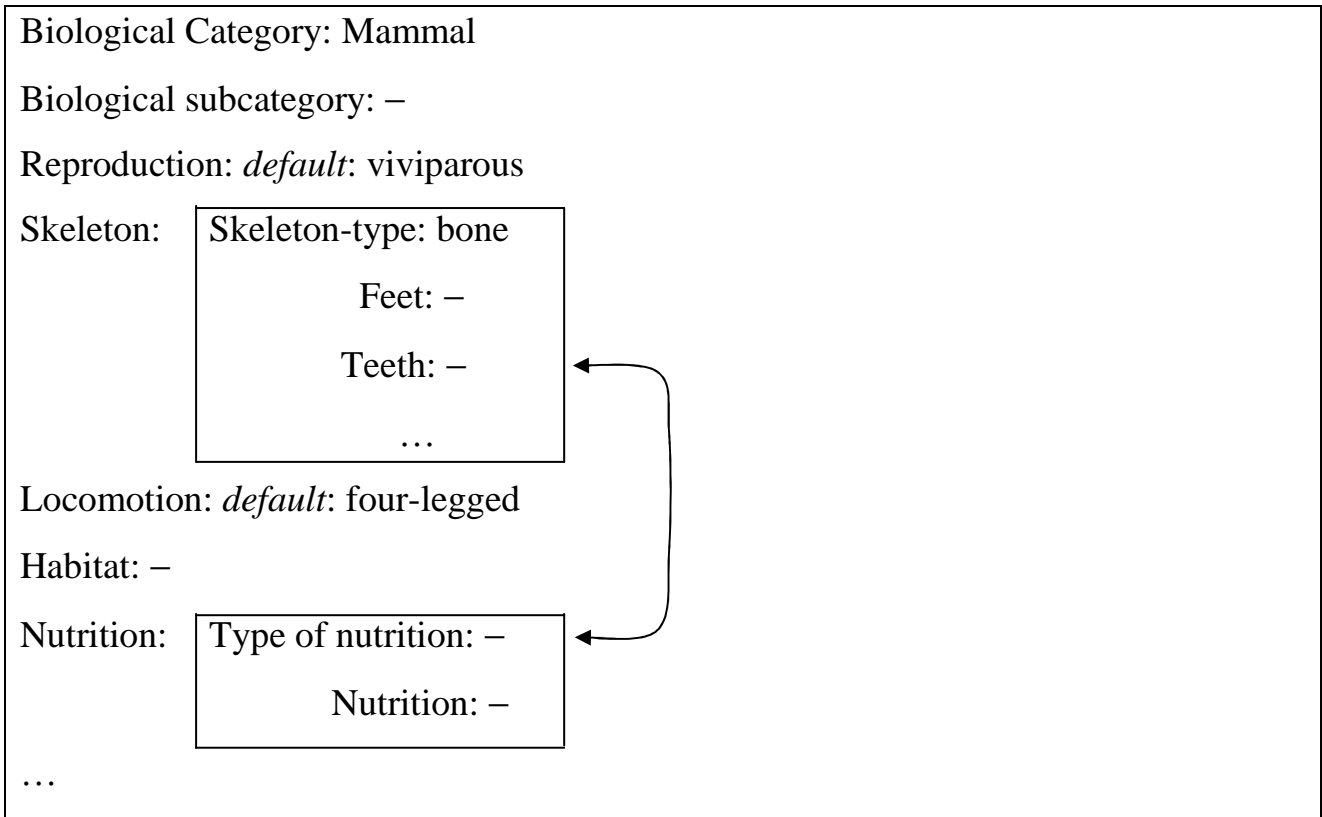 Biological Category: Mammal
Biological subcategory: –
Reproduction: default: viviparous
Skeleton: Skeleton-type: bone
Feet: –
Teeth: –
…
Locomotion: default: four-legged
Habitat: –
Nutrition: Type of nutrition: –
Nutrition: –
…